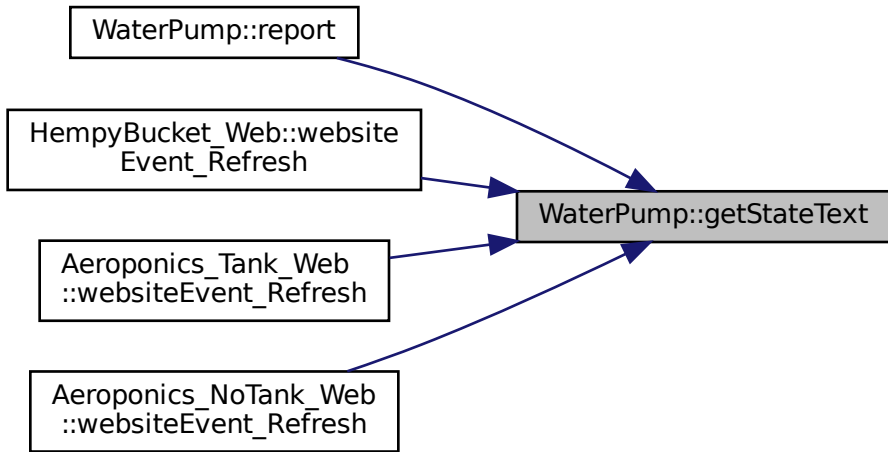 WaterPump::report
HempyBucket_Web::website
Event_Refresh
WaterPump::getStateText
Aeroponics_Tank_Web
::websiteEvent_Refresh
Aeroponics_NoTank_Web
::websiteEvent_Refresh